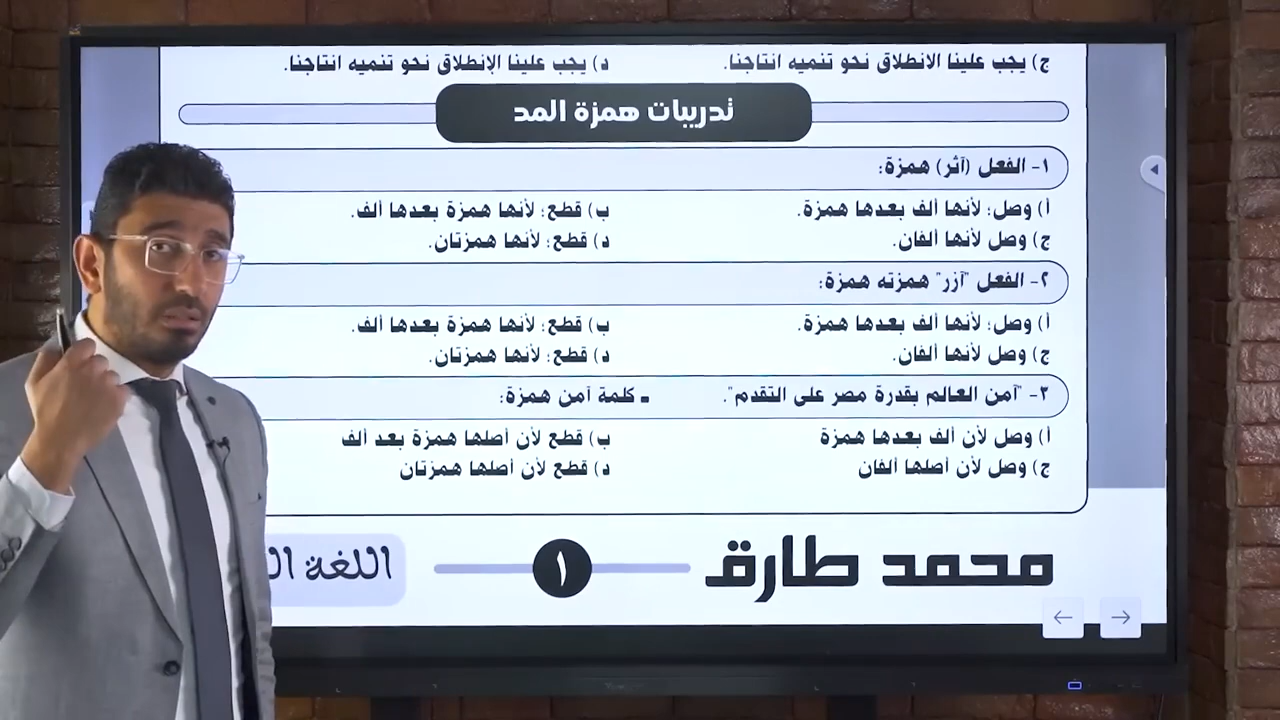 ج) يجب علينا الانطلاق نحو تنميه انتاجنا. د) يجب علينا الإنطلاق نحو تنميه انتاجنا.
تدريبات همزة المد
١- الفعل (آثر) همزة:
أ) وصل؛ لأنها ألف بعدها همزة. ب) قطع؛ لأنها همزة بعدها ألف.
ج) وصل لأنها ألفان. د) قطع؛ لأنها همزتان.
٢- الفعل "آزر" همزته همزة:
أ) وصل؛ لأنها ألف بعدها همزة. ب) قطع؛ لأنها همزة بعدها ألف.
ج) وصل لأنها ألفان. د) قطع؛ لأنها همزتان.
٣- "آمن العالم بقدرة مصر على التقدم". - كلمة آمن همزة:
أ) وصل لأن ألف بعدها همزة ب) قطع لأن أصلها همزة بعد ألف
ج) وصل لأن أصلها ألفان د) قطع لأن أصلها همزتان
محمد طارق ١ اللغة